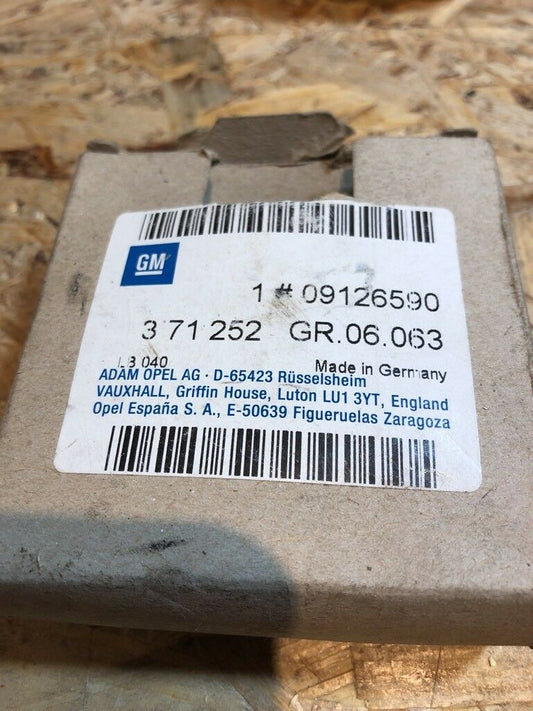 GM
1 # 09126590
3 71 252 GR.06.063
LB 040 Made in Germany
ADAM OPEL AG · D-65423 Rüsselsheim
VAUXHALL, Griffin House, Luton LU1 3YT, England
Opel España S. A., E-50639 Figueruelas Zaragoza